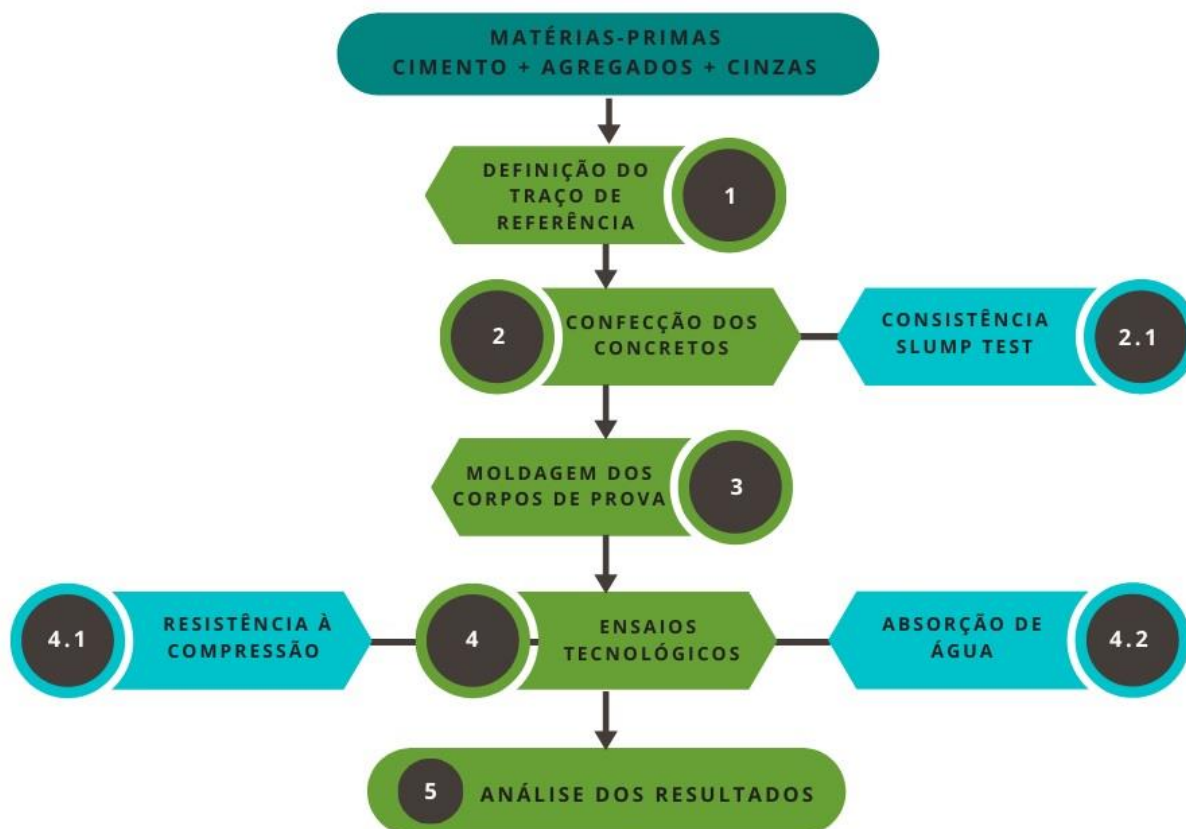 MATÉRIAS-PRIMAS
CIMENTO + AGREGADOS + CINZAS
DEFINIÇÃO DO
TRAÇO DE
REFERÊNCIA
1
2
CONFECÇÃO DOS
CONCRETOS
CONSISTÊNCIA
SLUMP TEST
2.1
MOLDAGEM DOS
CORPOS DE PROVA
3
4.1
RESISTÊNCIA À
COMPRESSÃO
4
ENSAIOS
TECNOLÓGICOS
ABSORÇÃO DE
ÁGUA
4.2
5
ANÁLISE DOS RESULTADOS